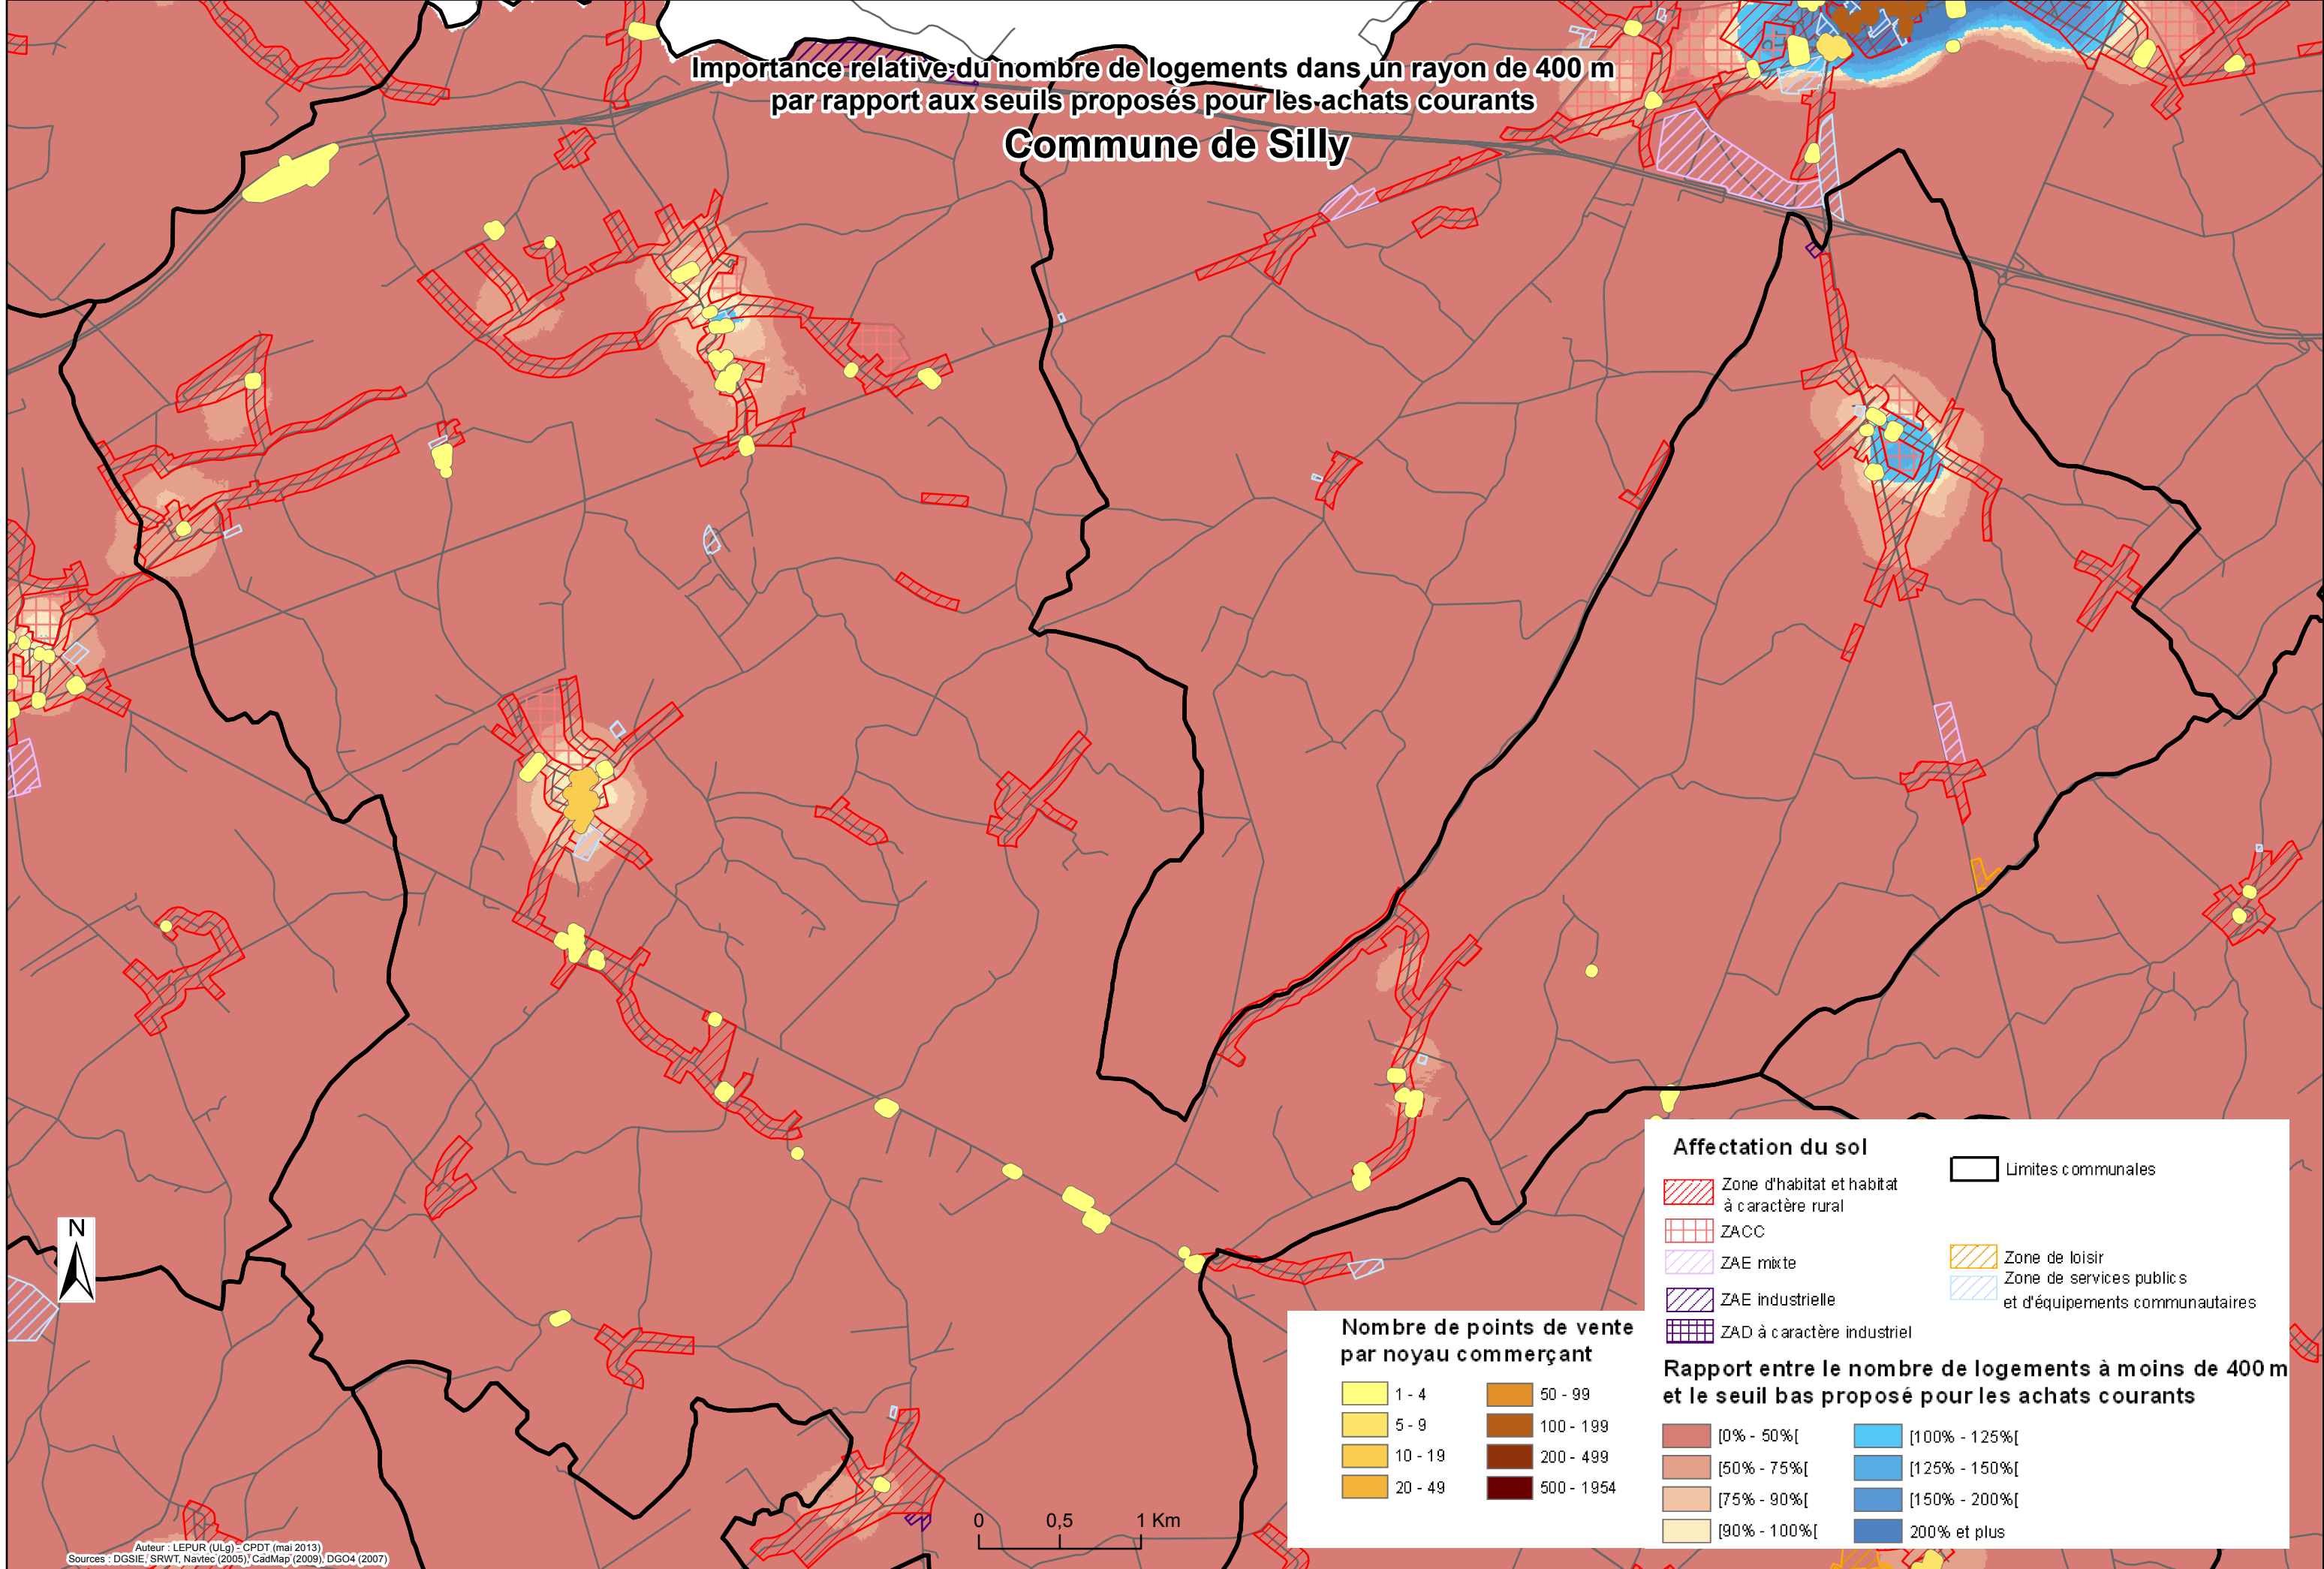 Importance relative du nombre de logements dans un rayon de 400 m
par rapport aux seuils proposés pour les achats courants
Commune de Silly
Affectation du sol
Zone d'habitat et habitat
à caractère rural
ZACC
ZAE mixte
ZAE industrielle
ZAD à caractère industriel
Limites communales
Zone de loisir
Zone de services publics
et d'équipements communautaires
Nombre de points de vente
par noyau commerçant
1 - 4
5 - 9
10 - 19
20 - 49
50 - 99
100 - 199
200 - 499
500 - 1954
Rapport entre le nombre de logements à moins de 400 m
et le seuil bas proposé pour les achats courants
[0% - 50%[
[50% - 75%[
[75% - 90%[
[90% - 100%[
[100% - 125%[
[125% - 150%[
[150% - 200%[
200% et plus
N
0 0,5 1 Km
Auteur : LEPUR (ULg) - CPDT (mai 2013)
Sources : DGSIE, SRWT, Navtec (2005), CadMap (2009), DGO4 (2007)